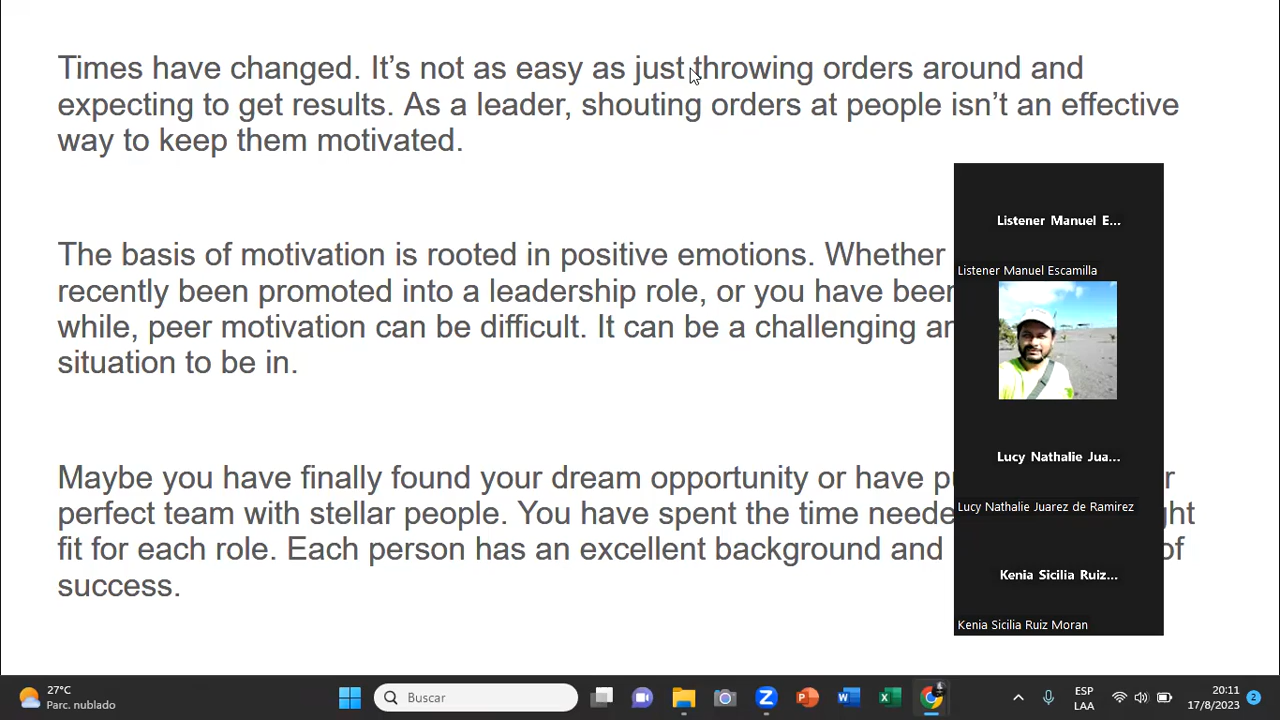 Times have changed. It's not as easy as just throwing orders around and
expecting to get results. As a leader, shouting orders at people isn't an effective
way to keep them motivated.
The basis of motivation is rooted in positive emotions. Whether
recently been promoted into a leadership role, or you have been
while, peer motivation can be difficult. It can be a challenging
situation to be in.
Maybe you have finally found your dream opportunity or have
perfect team with stellar people. You have spent the time
fit for each role. Each person has an excellent background and of
success.
Listener Manuel E...
Listener Manuel Escamilla
Lucy Nathalie Jua...
Lucy Nathalie Juarez de Ramirez
Kenia Sicilia Ruiz...
Kenia Sicilia Ruiz Moran
27°C
Parc. nublado
Buscar
ESP
LAA
20:11
17/8/2023
2